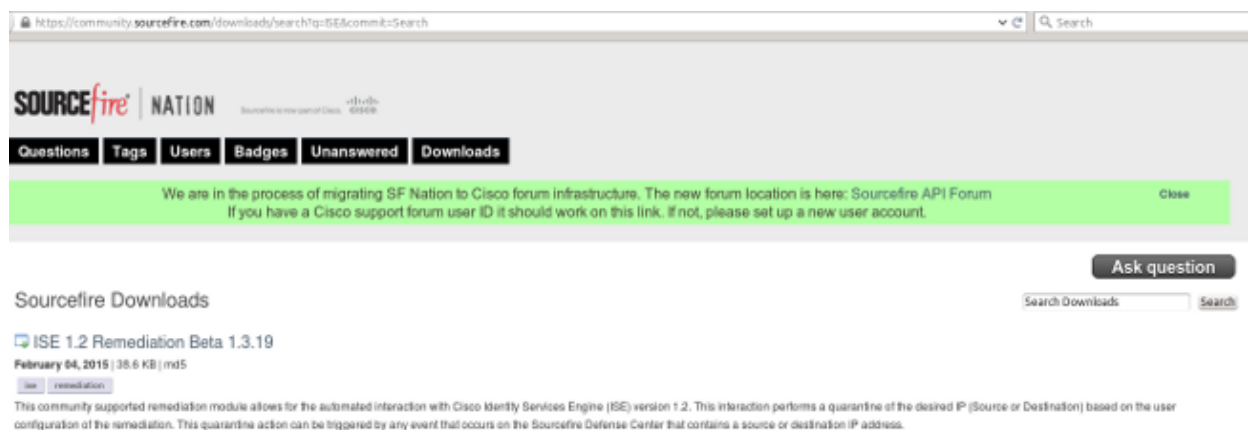 https://community.sourcefire.com/downloads/search?q=ISE&commit=Search
Search
SOURCEfire | NATION
Sourcefire is now part of Cisco.
CISCO
Questions Tags Users Badges Unanswered Downloads
We are in the process of migrating SF Nation to Cisco forum infrastructure. The new forum location is here: Sourcefire API Forum
Close
If you have a Cisco support forum user ID it should work on this link. If not, please set up a new user account.
Ask question
Sourcefire Downloads
Search Downloads
Search
ISE 1.2 Remediation Beta 1.3.19
February 04, 2015 | 38.6 KB | md5
ise remediation
This community supported remediation module allows for the automated interaction with Cisco Identity Services Engine (ISE) version 1.2. This interaction performs a quarantine of the desired IP (Source or Destination) based on the user
configuration of the remediation. This quarantine action can be triggered by any event that occurs on the Sourcefire Defense Center that contains a source or destination IP address.